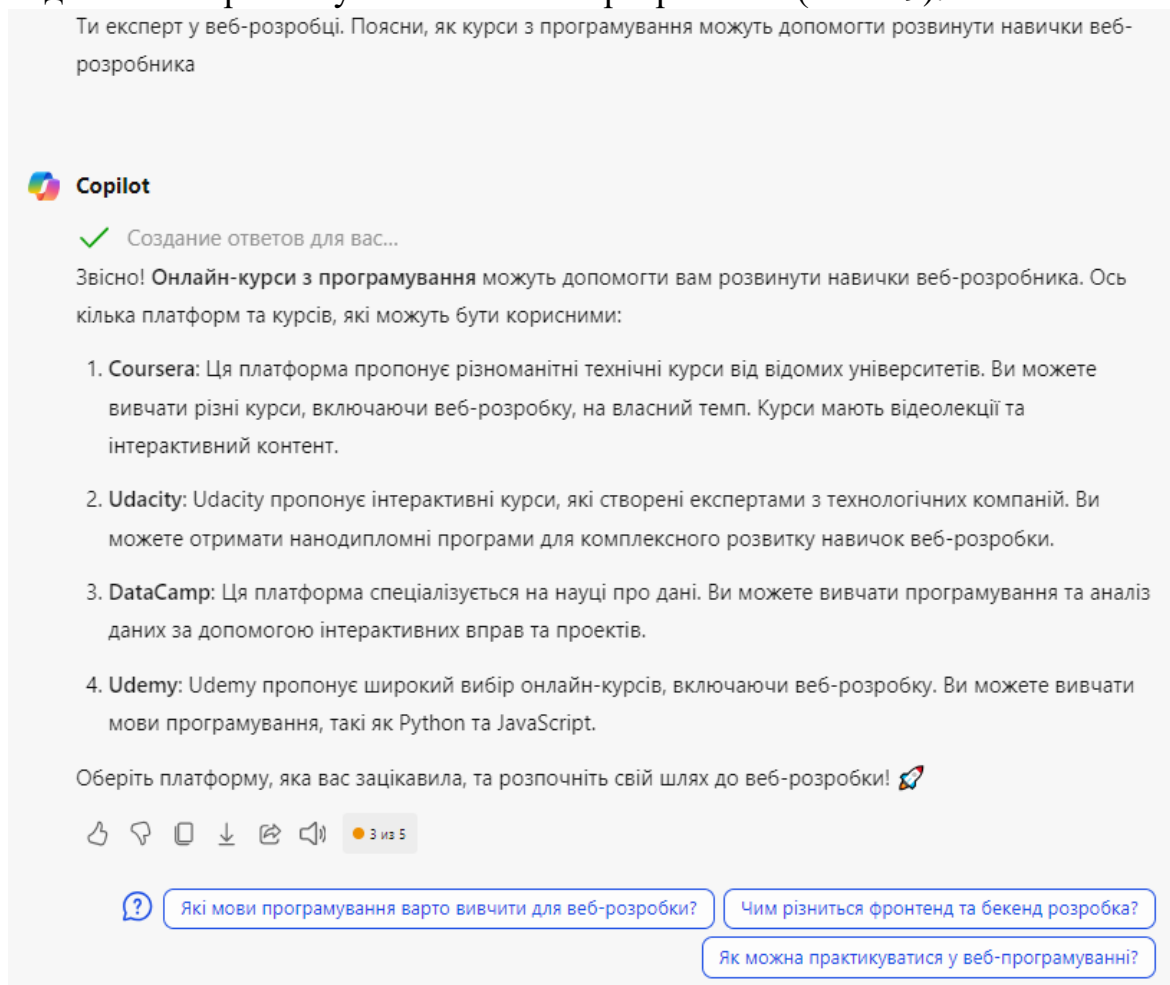 Ти експерт у веб-розробці. Поясни, як курси з програмування можуть допомогти розвинути навички веб-
розробника
Copilot
Создание ответов для вас...
Звісно! Онлайн-курси з програмування можуть допомогти вам розвинути навички веб-розробника. Ось
кілька платформ та курсів, які можуть бути корисними:
1. Coursera: Ця платформа пропонує різноманітні технічні курси від відомих університетів. Ви можете
вивчати різні курси, включаючи веб-розробку, на власний темп. Курси мають відеолекції та
інтерактивний контент.
2. Udacity: Udacity пропонує інтерактивні курси, які створені експертами з технологічних компаній. Ви
можете отримати нанодипломні програми для комплексного розвитку навичок веб-розробки.
3. DataCamp: Ця платформа спеціалізується на науці про дані. Ви можете вивчати програмування та аналіз
даних за допомогою інтерактивних вправ та проектів.
4. Udemy: Udemy пропонує широкий вибір онлайн-курсів, включаючи веб-розробку. Ви можете вивчати
мови програмування, такі як Python та JavaScript.
Оберіть платформу, яка вас зацікавила, та розпочніть свій шлях до веб-розробки! 🚀
3 из 5
Які мови програмування варто вивчити для веб-розробки?
Чим різниться фронтенд та бекенд розробка?
Як можна практикуватися у веб-програмуванні?